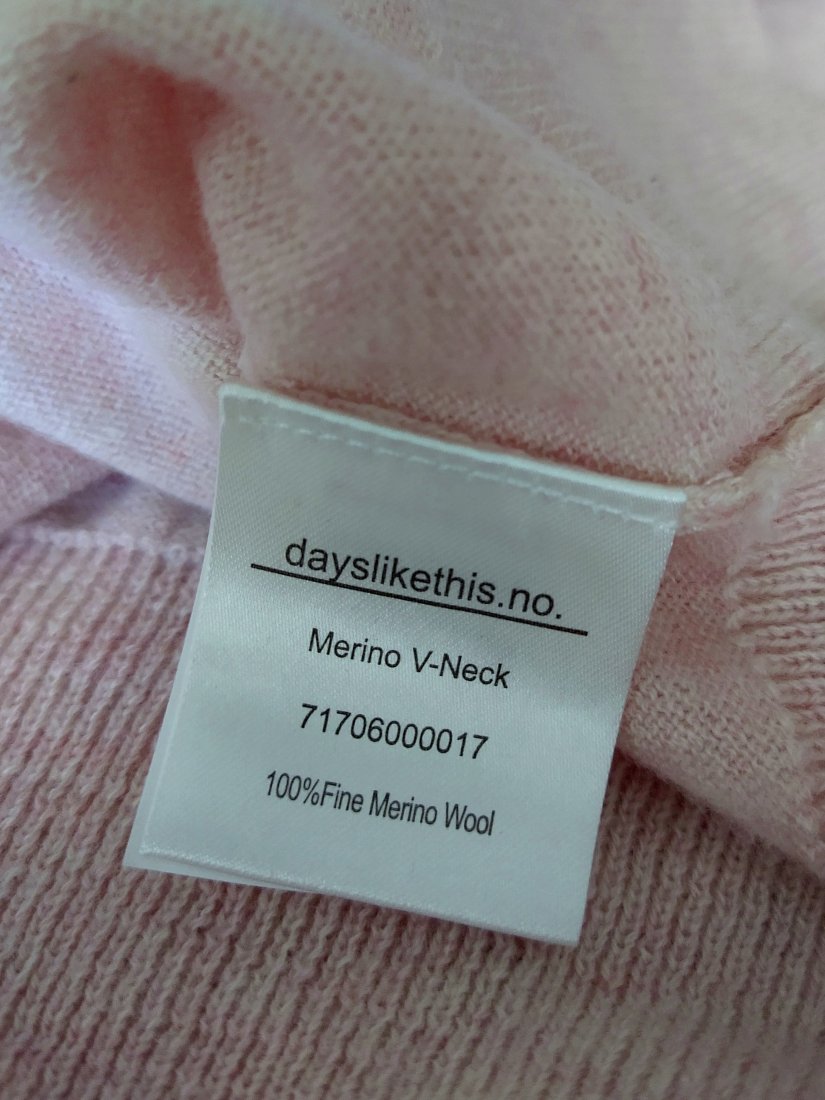 dayslikethis.no.
Merino V-Neck
71706000017
100%Fine Merino Wool